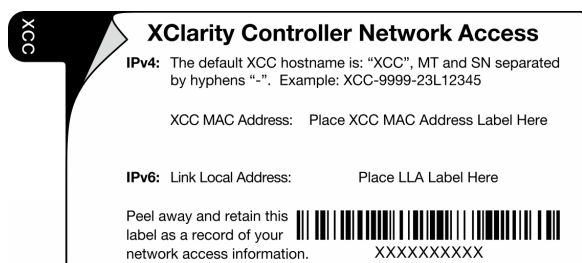 XCC
XClarity Controller Network Access
IPv4: The default XCC hostname is: “XCC”, MT and SN separated
by hyphens “-”. Example: XCC-9999-23L12345
XCC MAC Address: Place XCC MAC Address Label Here
IPv6: Link Local Address: Place LLA Label Here
Peel away and retain this
label as a record of your
network access information.
XXXXXXXXXX